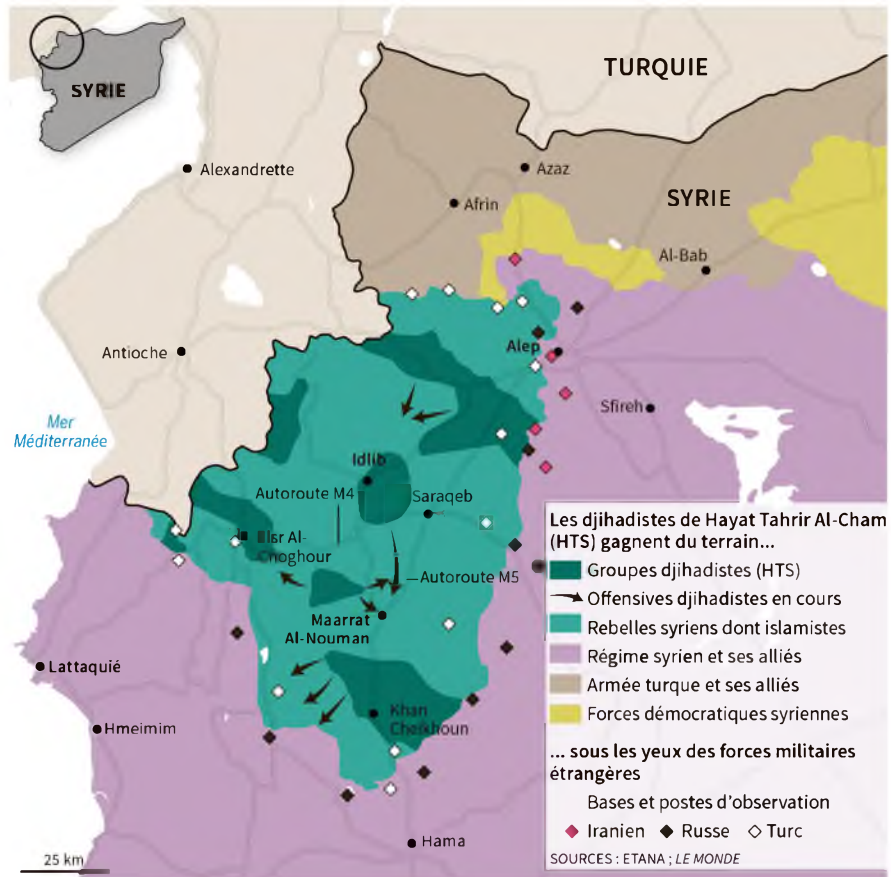 SYRIE
TURQUIE
Alexandrette
Azaz
Afrin
SYRIE
Al-Bab
Antioche
Alep
Sfireh
Mer
Méditerranée
Idlib
Autoroute M4
Saraqeb
Al-
Autoroute M5
Maarrat
Al-Nouman
Lattaquié
Khan
Cheikhoun
Hmeimim
Hama
25 km
Les djihadistes de Hayat Tahrir Al-Cham
(HTS) gagnent du terrain...
Groupes djihadistes (HTS)
Offensives djihadistes en cours
Rebelles syriens dont islamistes
Régime syrien et ses alliés
Armée turque et ses alliés
Forces démocratiques syriennes
... sous les yeux des forces militaires
étrangères
Bases et postes d'observation
Iranien Russe Turc
SOURCES : ETANA ; LE MONDE